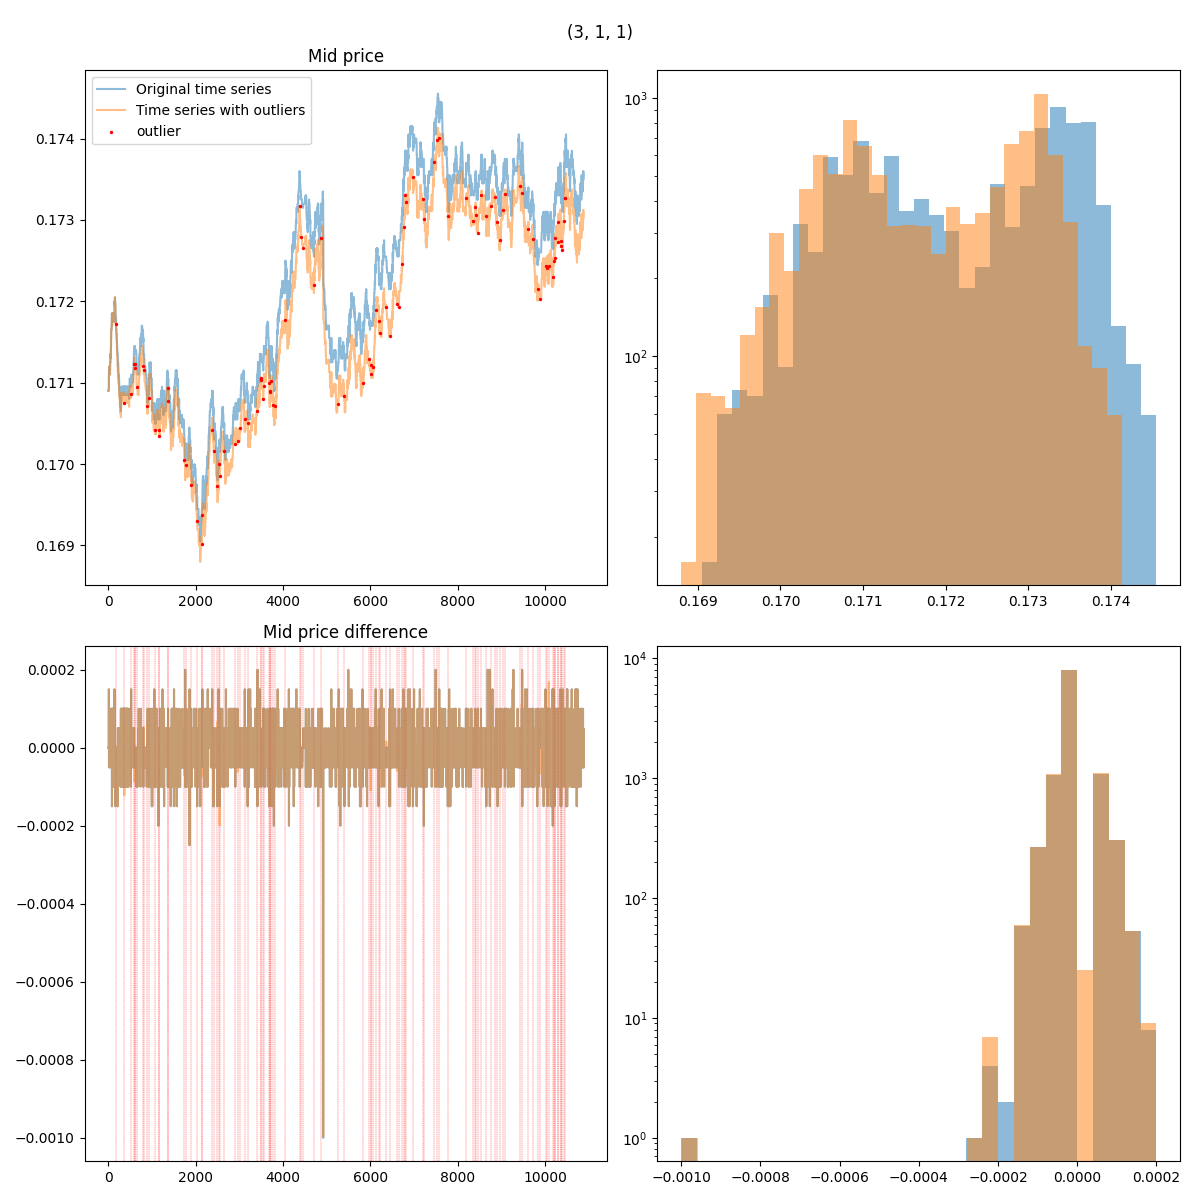 (3, 1, 1)
Mid price
Original time series
Time series with outliers
outlier
0.174
0.173
0.172
0.171
0.170
0.169
0 2000 4000 6000 8000 10000
10³
10²
0.169 0.170 0.171 0.172 0.173 0.174
Mid price difference
0.0002
0.0000
−0.0002
−0.0004
−0.0006
−0.0008
−0.0010
0 2000 4000 6000 8000 10000
10⁴
10³
10²
10¹
10⁰
−0.0010 −0.0008 −0.0006 −0.0004 −0.0002 0.0000 0.0002